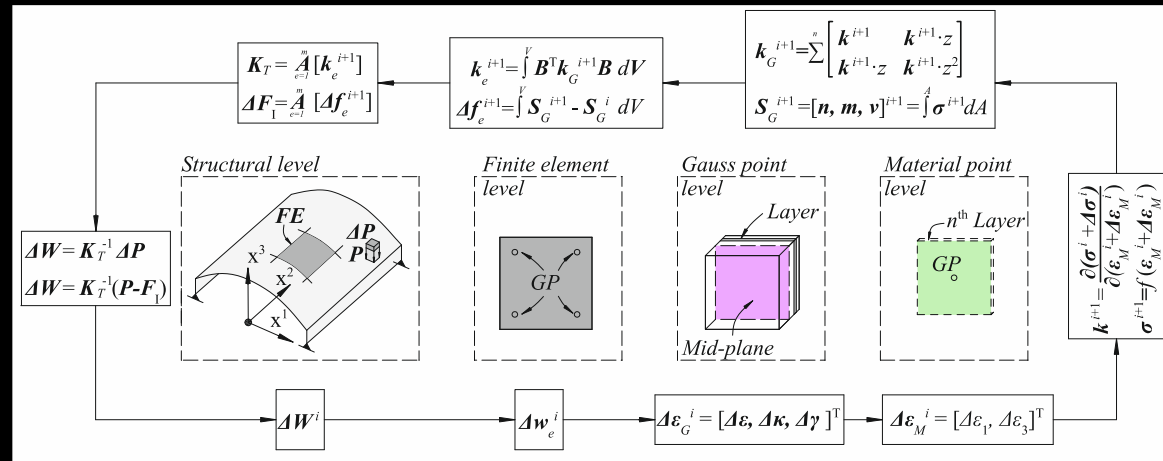 K_T = A_{e=1}^{m} [k_e^{i+1}]
ΔF_I = A_{e=1}^{m} [Δf_e^{i+1}]
k_e^{i+1} = ∫^V B^T k_G^{i+1} B dV
Δf_e^{i+1} = ∫^V S_G^{i+1} - S_G^i dV
k_G^{i+1} = ∑^n [k^{i+1} k^{i+1}·z
k^{i+1}·z k^{i+1}·z^2]
S_G^{i+1} = [n, m, v]^{i+1} = ∫^A σ^{i+1} dA
Structural level
FE
ΔP
P
x^3
x^2
x^1
Finite element
level
GP
Gauss point
level
Layer
Mid-plane
Material point
level
n^th Layer
GP
ΔW = K_T^{-1} ΔP
ΔW = K_T^{-1}(P-F_I)
k^{i+1} = ∂(σ^i+Δσ^i) / ∂(ε_M^i+Δε_M^i)
σ^{i+1} = f(ε_M^i+Δε_M^i)
ΔW^i
Δw_e^i
Δε_G^i = [Δε, Δκ, Δγ]^T
Δε_M^i = [Δε_1, Δε_3]^T